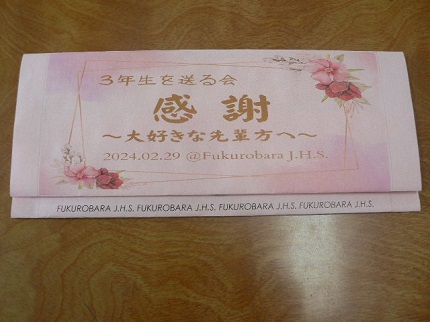 3年生を送る会
感謝
～大好きな先輩方へ～
2024.02.29 @Fukurobara J.H.S.
FUKUROBARA J.H.S. FUKUROBARA J.H.S. FUKUROBARA J.H.S. FUKUROBARA J.H.S.